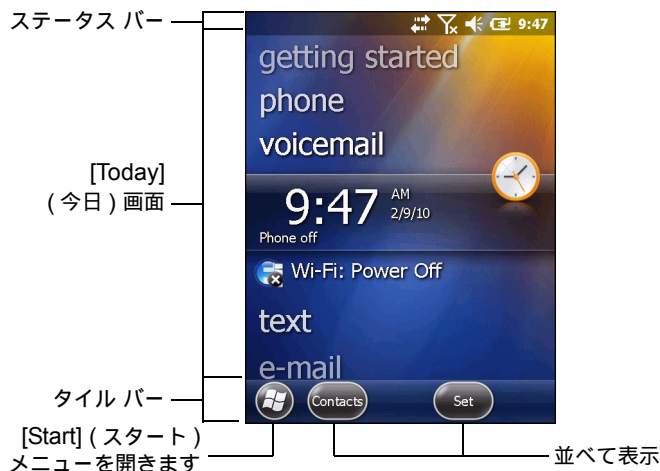 ステータス バー
9:47
getting started
phone
voicemail
[Today]
( 今日 ) 画面
9:47 AM
2/9/10
Phone off
Wi-Fi: Power Off
text
e-mail
タイル バー
Contacts
Set
[Start] ( スタート )
メニューを開きます
並べて表示